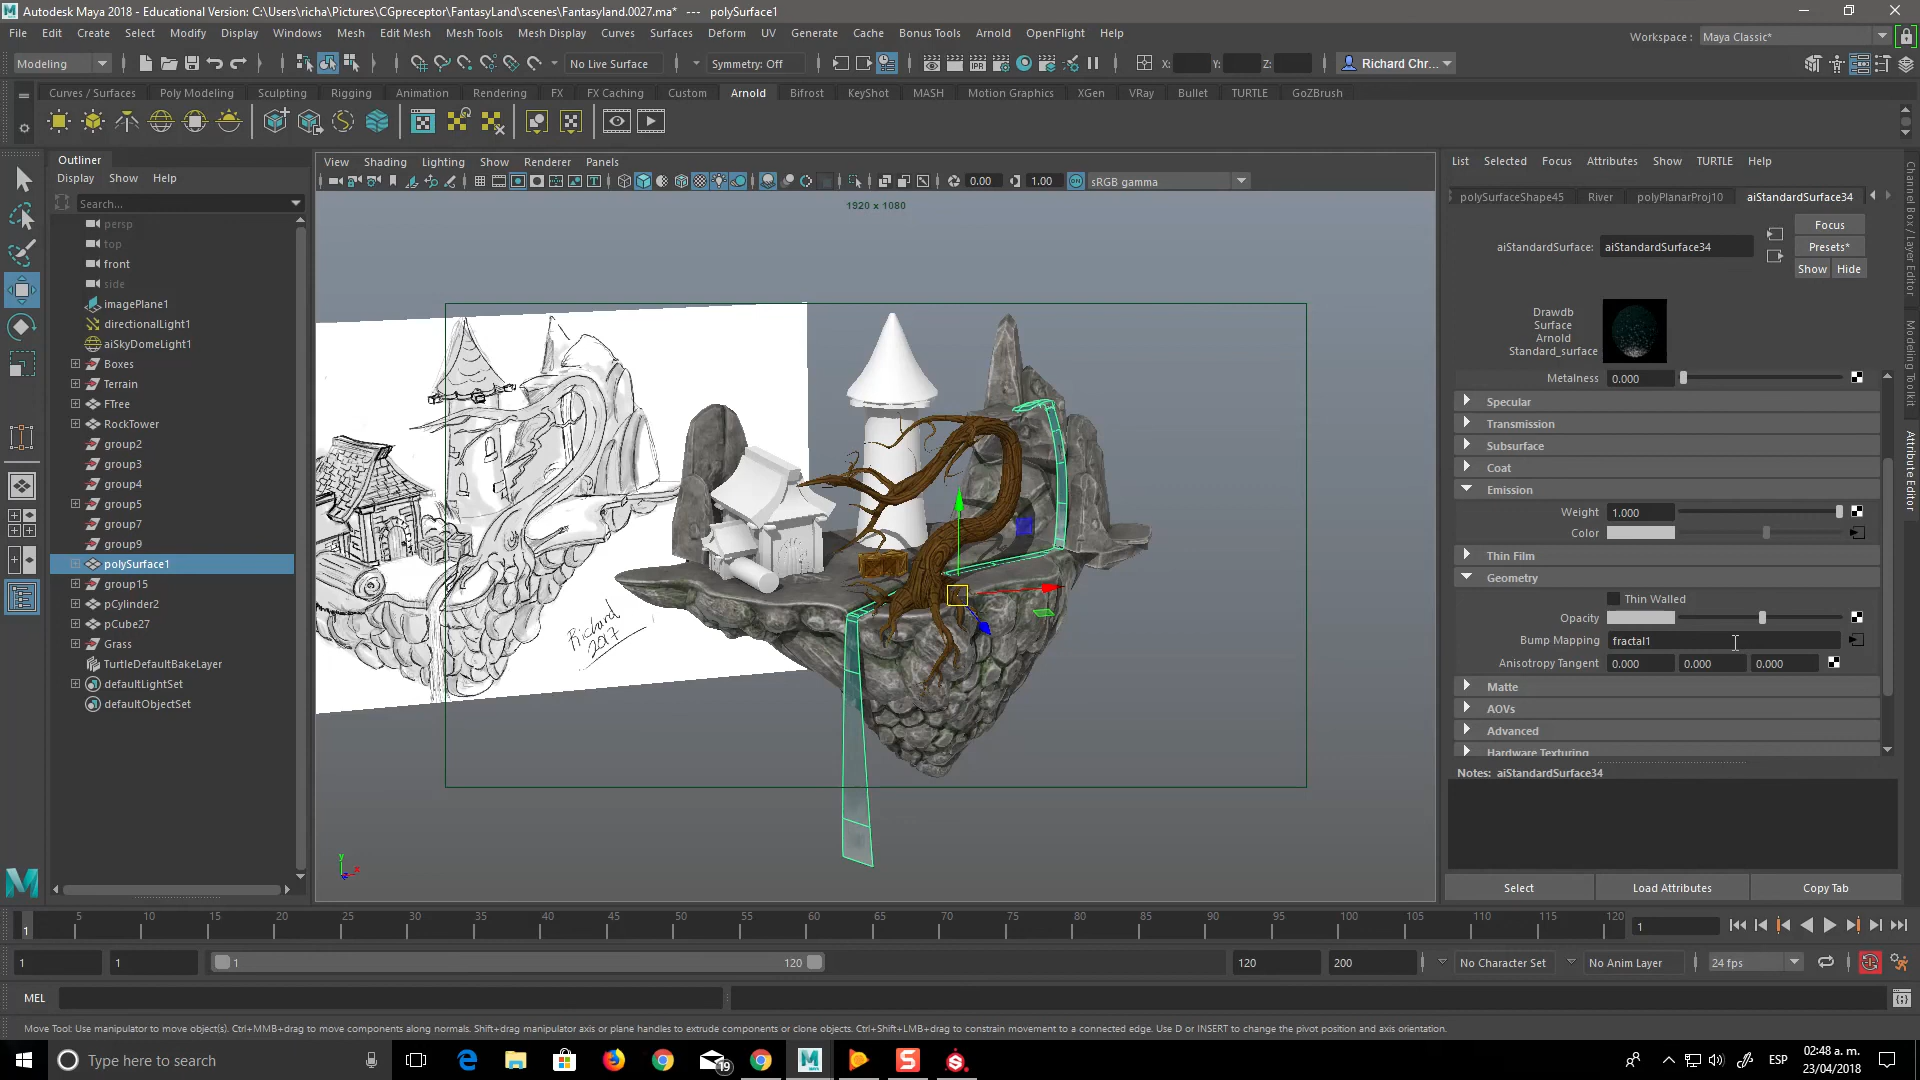 Autodesk Maya 2018 - Educational Version: C:\Users\richa\Pictures\CGpreceptor\FantasyLand\scenes\Fantasyland.0027.ma* --- polySurface1
File Edit Create Select Modify Display Windows Mesh Edit Mesh Mesh Tools Mesh Display Curves Surfaces Deform UV Generate Cache Bonus Tools Arnold OpenFlight Help
Workspace : Maya Classic*
Modeling No Live Surface Symmetry: Off X: Y: Z: Richard Chr...
Curves / Surfaces Poly Modeling Sculpting Rigging Animation Rendering FX FX Caching Custom Arnold Bifrost KeyShot MASH Motion Graphics XGen VRay Bullet TURTLE GoZBrush
Outliner
Display Show Help
Search...
persp
top
front
side
imagePlane1
directionalLight1
aiSkyDomeLight1
Boxes
Terrain
FTree
RockTower
group2
group3
group4
group5
group7
group9
polySurface1
group15
pCylinder2
pCube27
Grass
TurtleDefaultBakeLayer
defaultLightSet
defaultObjectSet
View Shading Lighting Show Renderer Panels
0.00 1.00 ON sRGB gamma
1920 x 1080
Richard
2017
y
x
List Selected Focus Attributes Show TURTLE Help
polySurfaceShape45 River polyPlanarProj10 aiStandardSurface34
aiStandardSurface: aiStandardSurface34
Focus
Presets*
Show Hide
Drawdb
Surface
Arnold
Standard_surface
Metalness 0.000
Specular
Transmission
Subsurface
Coat
Emission
Weight 1.000
Color
Thin Film
Geometry
Thin Walled
Opacity
Bump Mapping fractal1
Anisotropy Tangent 0.000 0.000 0.000
Matte
AOVs
Advanced
Hardware Texturing
Notes: aiStandardSurface34
Select Load Attributes Copy Tab
Channel Box / Layer Editor
Modeling Toolkit
Attribute Editor
5 10 15 20 25 30 35 40 45 50 55 60 65 70 75 80 85 90 95 100 105 110 115 120
1 1
1 1 1 120 120 200 No Character Set No Anim Layer 24 fps
MEL
Move Tool: Use manipulator to move object(s). Ctrl+MMB+drag to move components along normals. Shift+drag manipulator axis or plane handles to extrude components or clone objects. Ctrl+Shift+LMB+drag to constrain movement to a connected edge. Use D or INSERT to change the pivot position and axis orientation.
Type here to search 19 ESP 02:48 a. m.
23/04/2018